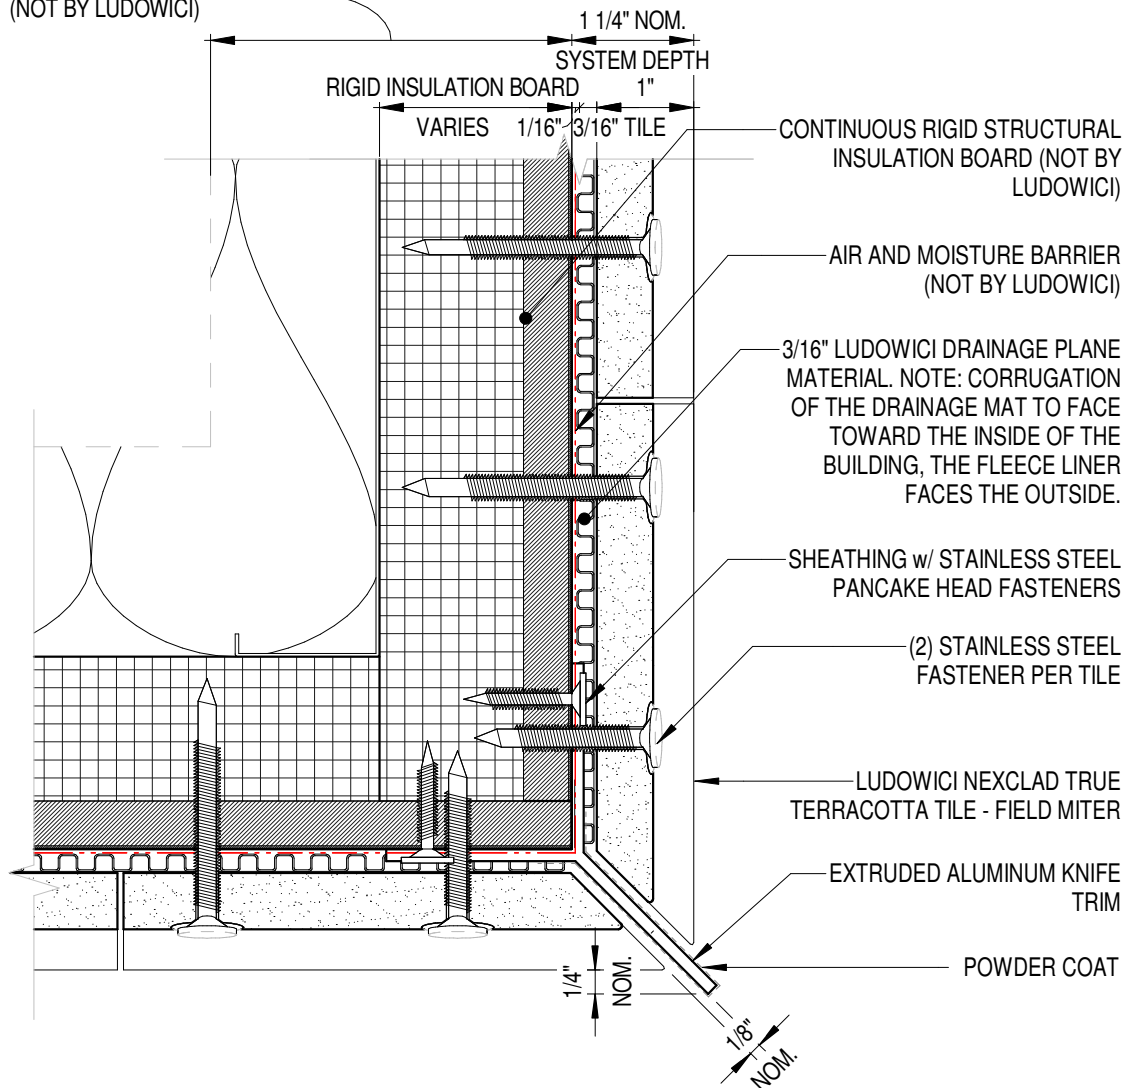 (NOT BY LUDOWICI)
1 1/4" NOM.
SYSTEM DEPTH
RIGID INSULATION BOARD
1"
VARIES
1/16"
3/16"
TILE
CONTINUOUS RIGID STRUCTURAL
INSULATION BOARD (NOT BY
LUDOWICI)
AIR AND MOISTURE BARRIER
(NOT BY LUDOWICI)
3/16" LUDOWICI DRAINAGE PLANE
MATERIAL. NOTE: CORRUGATION
OF THE DRAINAGE MAT TO FACE
TOWARD THE INSIDE OF THE
BUILDING, THE FLEECE LINER
FACES THE OUTSIDE.
SHEATHING w/ STAINLESS STEEL
PANCAKE HEAD FASTENERS
(2) STAINLESS STEEL
FASTENER PER TILE
LUDOWICI NEXCLAD TRUE
TERRACOTTA TILE - FIELD MITER
EXTRUDED ALUMINUM KNIFE
TRIM
POWDER COAT
1/4"
NOM.
1/8"
NOM.